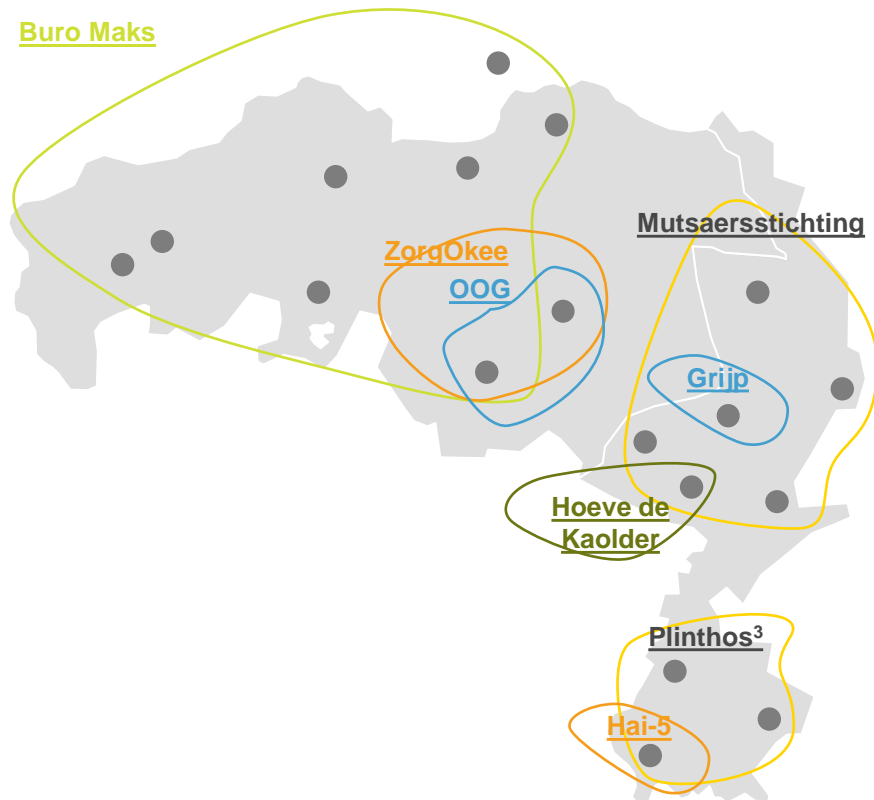 Buro Maks
Mutsaersstichting
ZorgOkee
OOG
Grijp
Hoeve de
Kaolder
Plinthos³
Hai-5